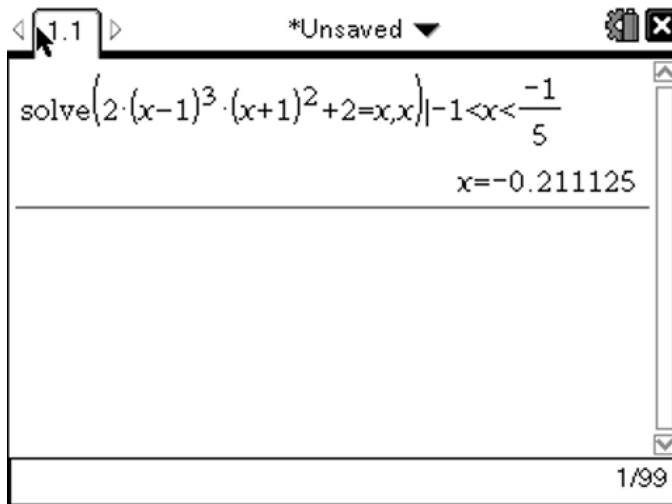 1.1 *Unsaved
solve(2·(x−1)³·(x+1)²+2=x,x)|−1<x<−1/5
x=−0.211125
1/99